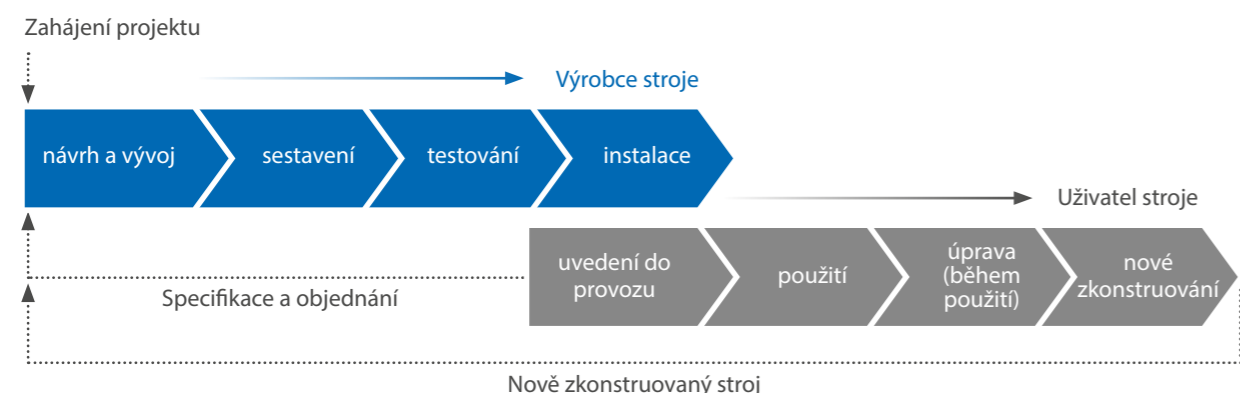 Zahájení projektu
Výrobce stroje
návrh a vývoj
sestavení
testování
instalace
Uživatel stroje
uvedení do
provozu
použití
úprava
(během
použití)
nové
zkonstruování
Specifikace a objednání
Nově zkonstruovaný stroj